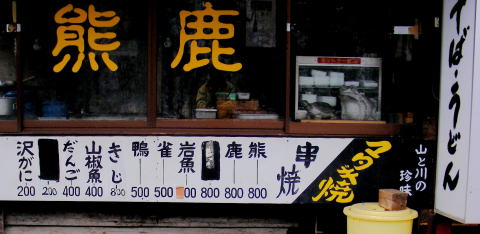 熊
鹿
そば・うどん
串焼
熊 800
鹿 800
800
岩魚 00
雀 500
鴨 500
きじ 800
山椒魚 400
だんご 400
200
沢がに 200
マタギ焼
山と川の
珍味